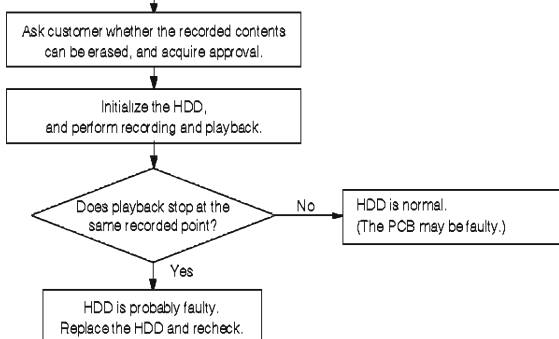 Ask customer whether the recorded contents
can be erased, and acquire approval.
Initialize the HDD,
and perform recording and playback.
Does playback stop at the
same recorded point?
No
HDD is normal.
(The PCB may be faulty.)
Yes
HDD is probably faulty.
Replace the HDD and recheck.